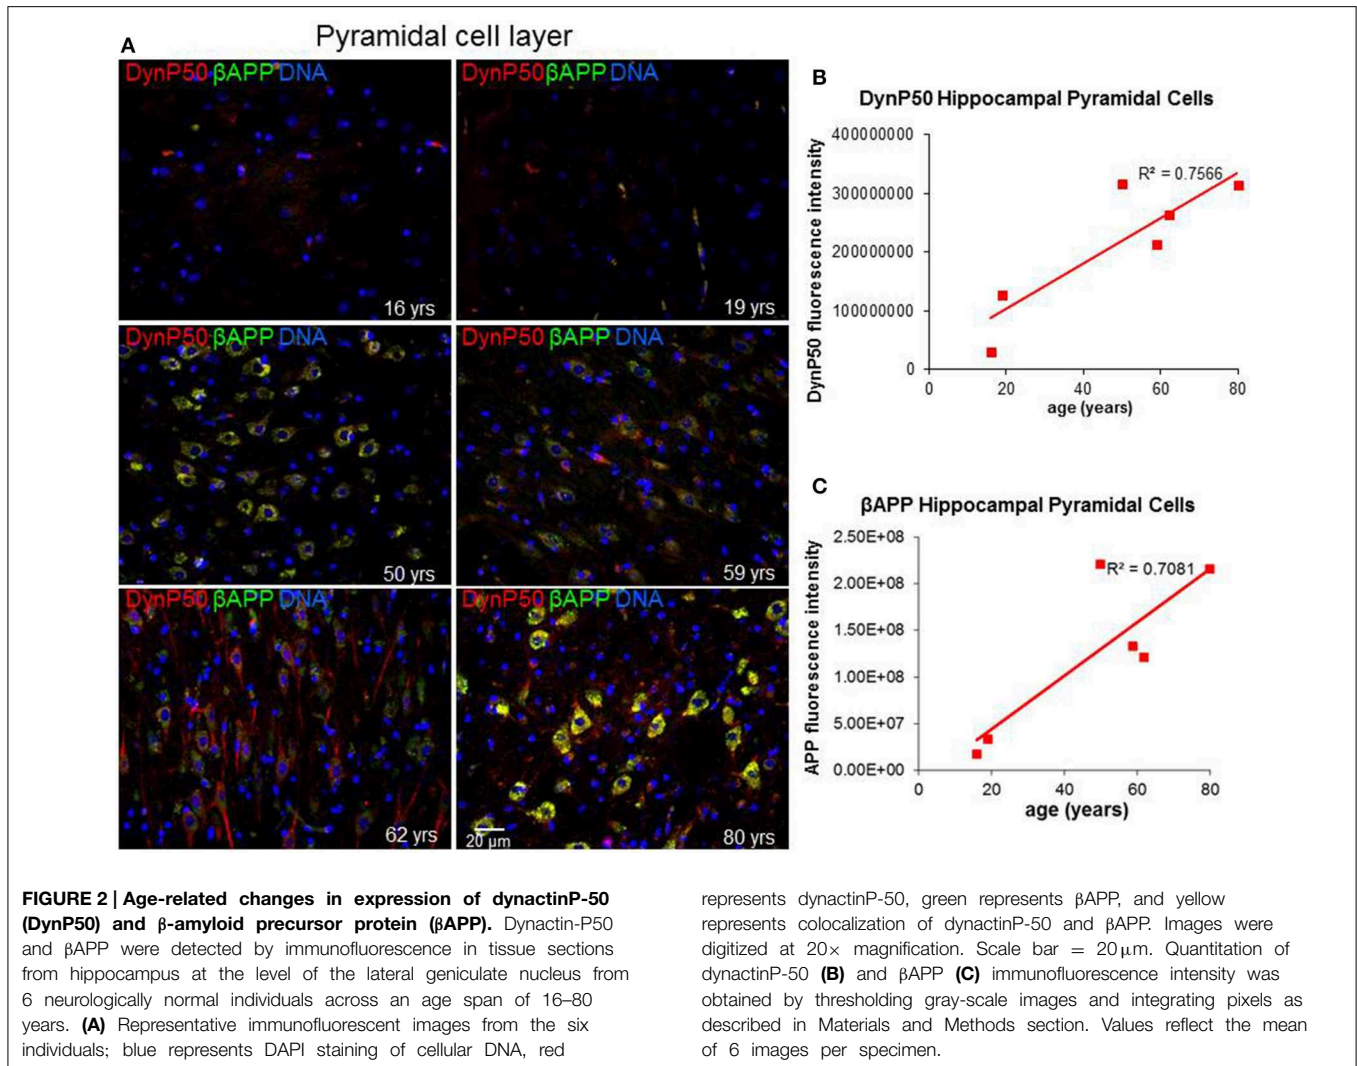 A
Pyramidal cell layer
DynP50 βAPP DNA
16 yrs
DynP50 βAPP DNA
19 yrs
DynP50 βAPP DNA
50 yrs
DynP50 βAPP DNA
59 yrs
DynP50 βAPP DNA
62 yrs
DynP50 βAPP DNA
20 μm
80 yrs
B
DynP50 Hippocampal Pyramidal Cells
DynP50 fluorescence intensity
400000000
300000000
200000000
100000000
0
R² = 0.7566
0 20 40 60 80
age (years)
C
βAPP Hippocampal Pyramidal Cells
APP fluorescence intensity
2.50E+08
2.00E+08
1.50E+08
1.00E+08
5.00E+07
0.00E+00
R² = 0.7081
0 20 40 60 80
age (years)
FIGURE 2 | Age-related changes in expression of dynactinP-50
(DynP50) and β-amyloid precursor protein (βAPP). Dynactin-P50
and βAPP were detected by immunofluorescence in tissue sections
from hippocampus at the level of the lateral geniculate nucleus from
6 neurologically normal individuals across an age span of 16–80
years. (A) Representative immunofluorescent images from the six
individuals; blue represents DAPI staining of cellular DNA, red
represents dynactinP-50, green represents βAPP, and yellow
represents colocalization of dynactinP-50 and βAPP. Images were
digitized at 20× magnification. Scale bar = 20 μm. Quantitation of
dynactinP-50 (B) and βAPP (C) immunofluorescence intensity was
obtained by thresholding gray-scale images and integrating pixels as
described in Materials and Methods section. Values reflect the mean
of 6 images per specimen.